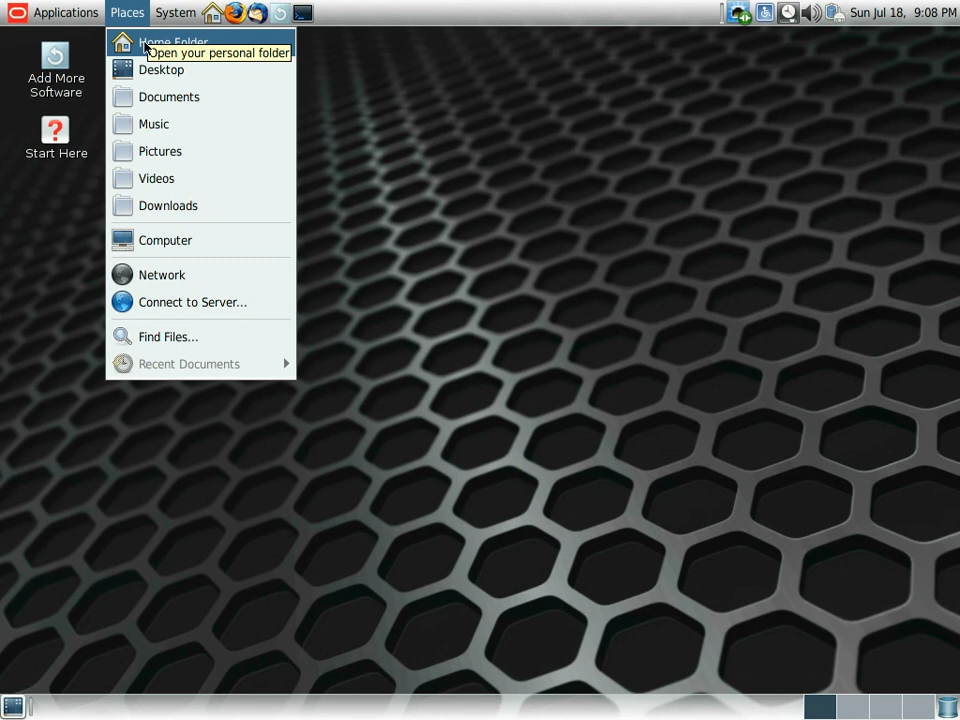 Applications Places System
Sun Jul 18, 9:08 PM
Add More
Software
Start Here
Home Folder
Open your personal folder
Desktop
Documents
Music
Pictures
Videos
Downloads
Computer
Network
Connect to Server...
Find Files...
Recent Documents